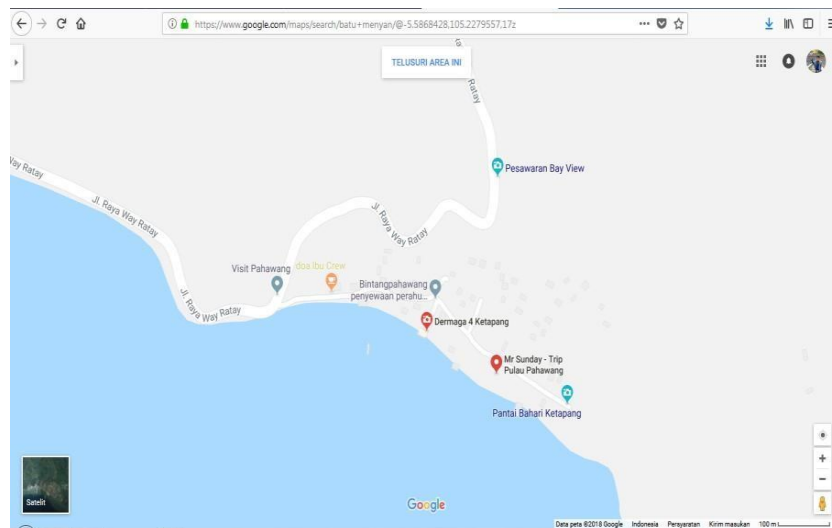 https://www.google.com/maps/search/batu+menyan/@-5.5868428,105.2279557,17z
TELUSURI AREA INI
Ratay
Ratay
Way Ratay
Pesawaran Bay View
Jl. Raya Way Ratay
Jl. Raya Way Ratay
Visit Pahawang
doa Ibu Crew
Bintangpahawang
penyewaan perahu...
Jl. Raya Way Ratay
Dermaga 4 Ketapang
Mr Sunday - Trip
Pulau Pahawang
Pantai Bahari Ketapang
Satelit
Google
Data peta ©2018 Google Indonesia Persyaratan Kirim masukan 100 m